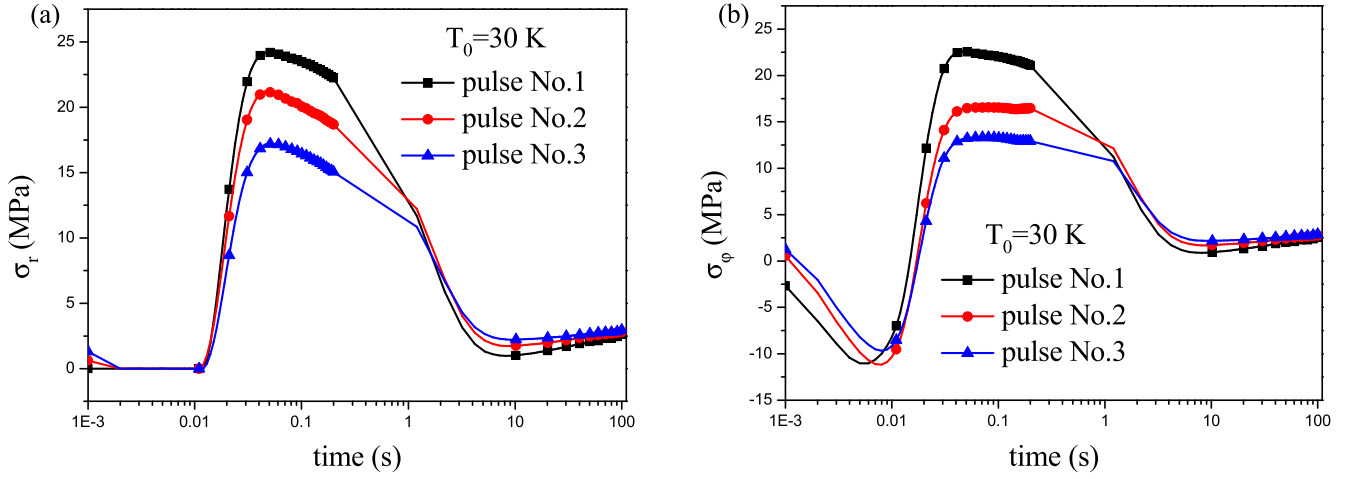 (a)
T₀=30 K
pulse No.1
pulse No.2
pulse No.3
σᵣ (MPa)
25
20
15
10
5
0
1E-3 0.01 0.1 1 10 100
time (s)
(b)
25
20
15
10
5
0
-5
-10
-15
σᵩ (MPa)
T₀=30 K
pulse No.1
pulse No.2
pulse No.3
1E-3 0.01 0.1 1 10 100
time (s)